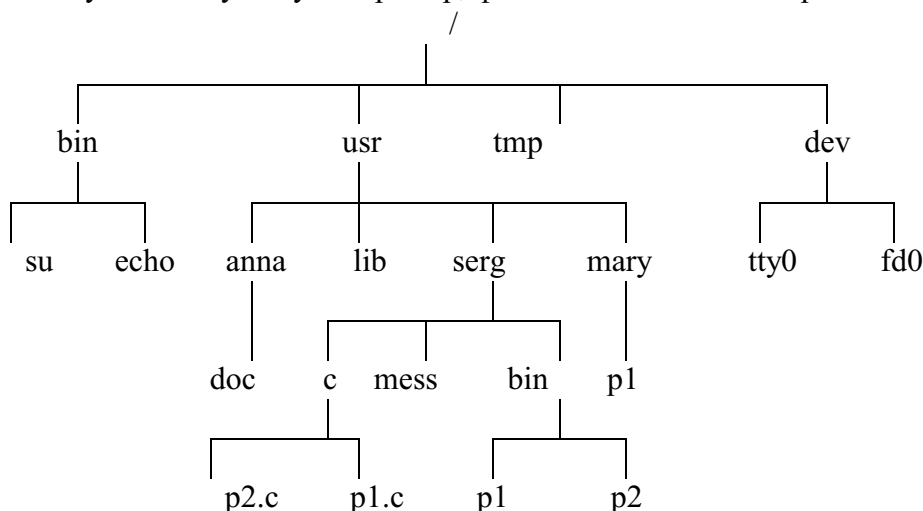 /
bin usr tmp dev
su echo anna lib serg mary tty0 fd0
doc c mess bin p1
p2.c p1.c p1 p2